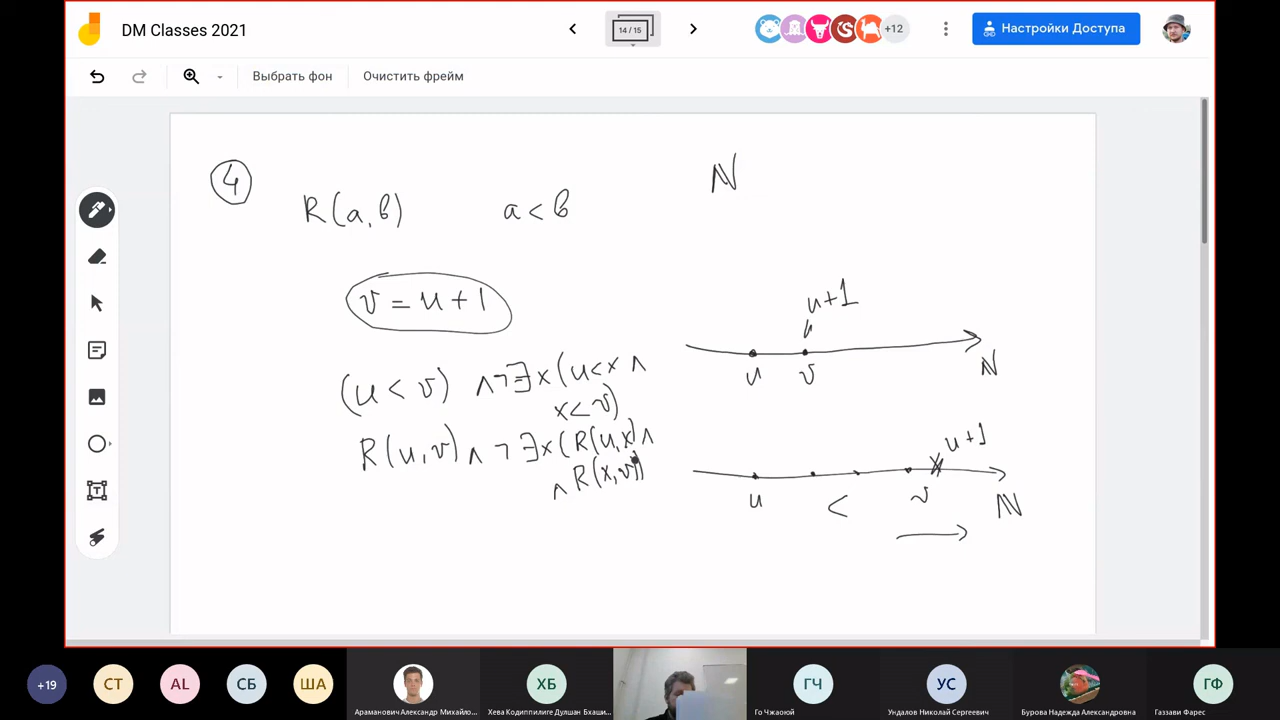 DM Classes 2021
14 / 15
+12
Настройки Доступа
Выбрать фон
Очистить фрейм
4
R(a,b)
a < b
ℕ
v = u + 1
u+1
u
v
ℕ
(u < v) ∧ ¬∃x(u<x ∧
x<v)
R(u,v) ∧ ¬∃x(R(u,x) ∧
∧ R(x,v))
u+1
u
<
v
ℕ
+19
СТ
AL
СБ
ША
Араманович Александр Михайло...
ХБ
Хева Кодиппилиге Дулшан Бхаши...
ГЧ
Го Чжаоюй
УС
Ундалов Николай Сергеевич
Бурова Надежда Александровна
ГФ
Газзави Фарес